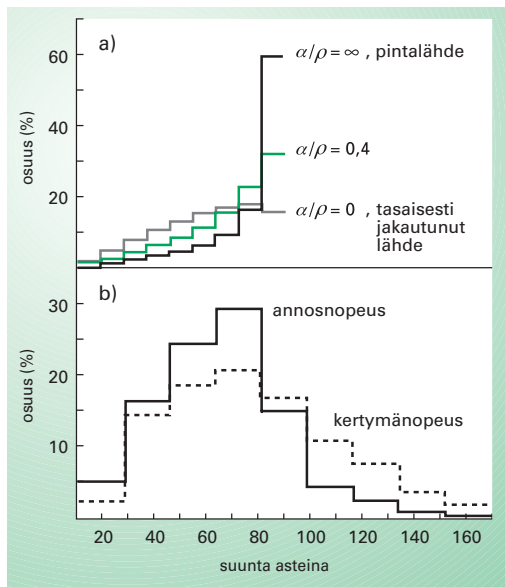 a)
60
40
20
osuus (%)
α/ρ = ∞ , pintalähde
α/ρ = 0,4
α/ρ = 0 , tasaisesti
jakautunut
lähde
b)
30
20
10
osuus (%)
annosnopeus
kertymänopeus
20 40 60 80 100 120 140 160
suunta asteina